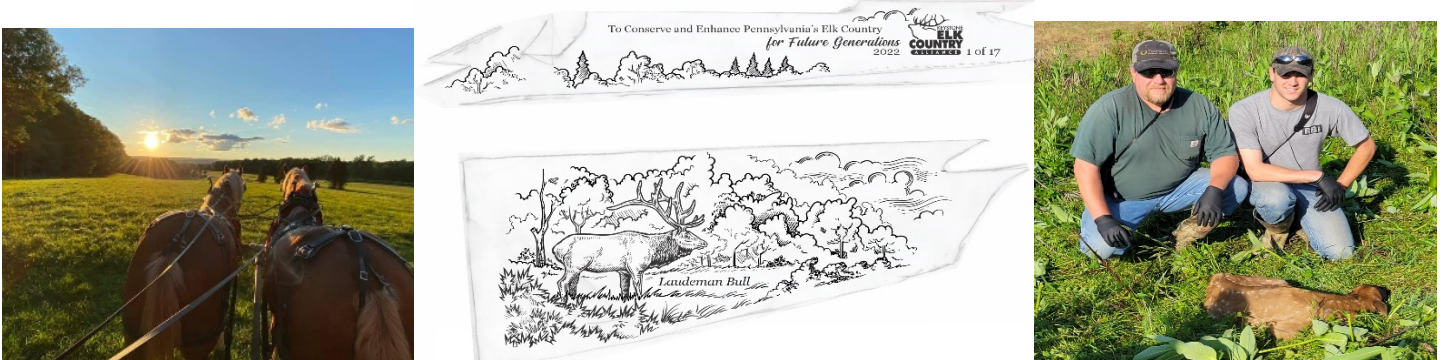 To Conserve and Enhance Pennsylvania's Elk Country
for Future Generations
2022
KEYSTONE
ELK
COUNTRY
ALLIANCE
1 of 17
Laudeman Bull